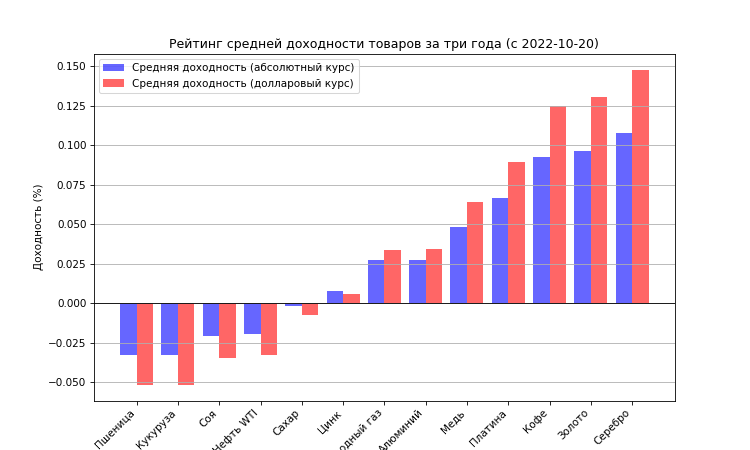 Рейтинг средней доходности товаров за три года (с 2022-10-20)
Средняя доходность (абсолютный курс)
Средняя доходность (долларовый курс)
Доходность (%)
0.150
0.125
0.100
0.075
0.050
0.025
0.000
−0.025
−0.050
Пшеница
Кукуруза
Соя
Нефть WTI
Сахар
Цинк
газ
Алюминий
Медь
Платина
Кофе
Золото
Серебро